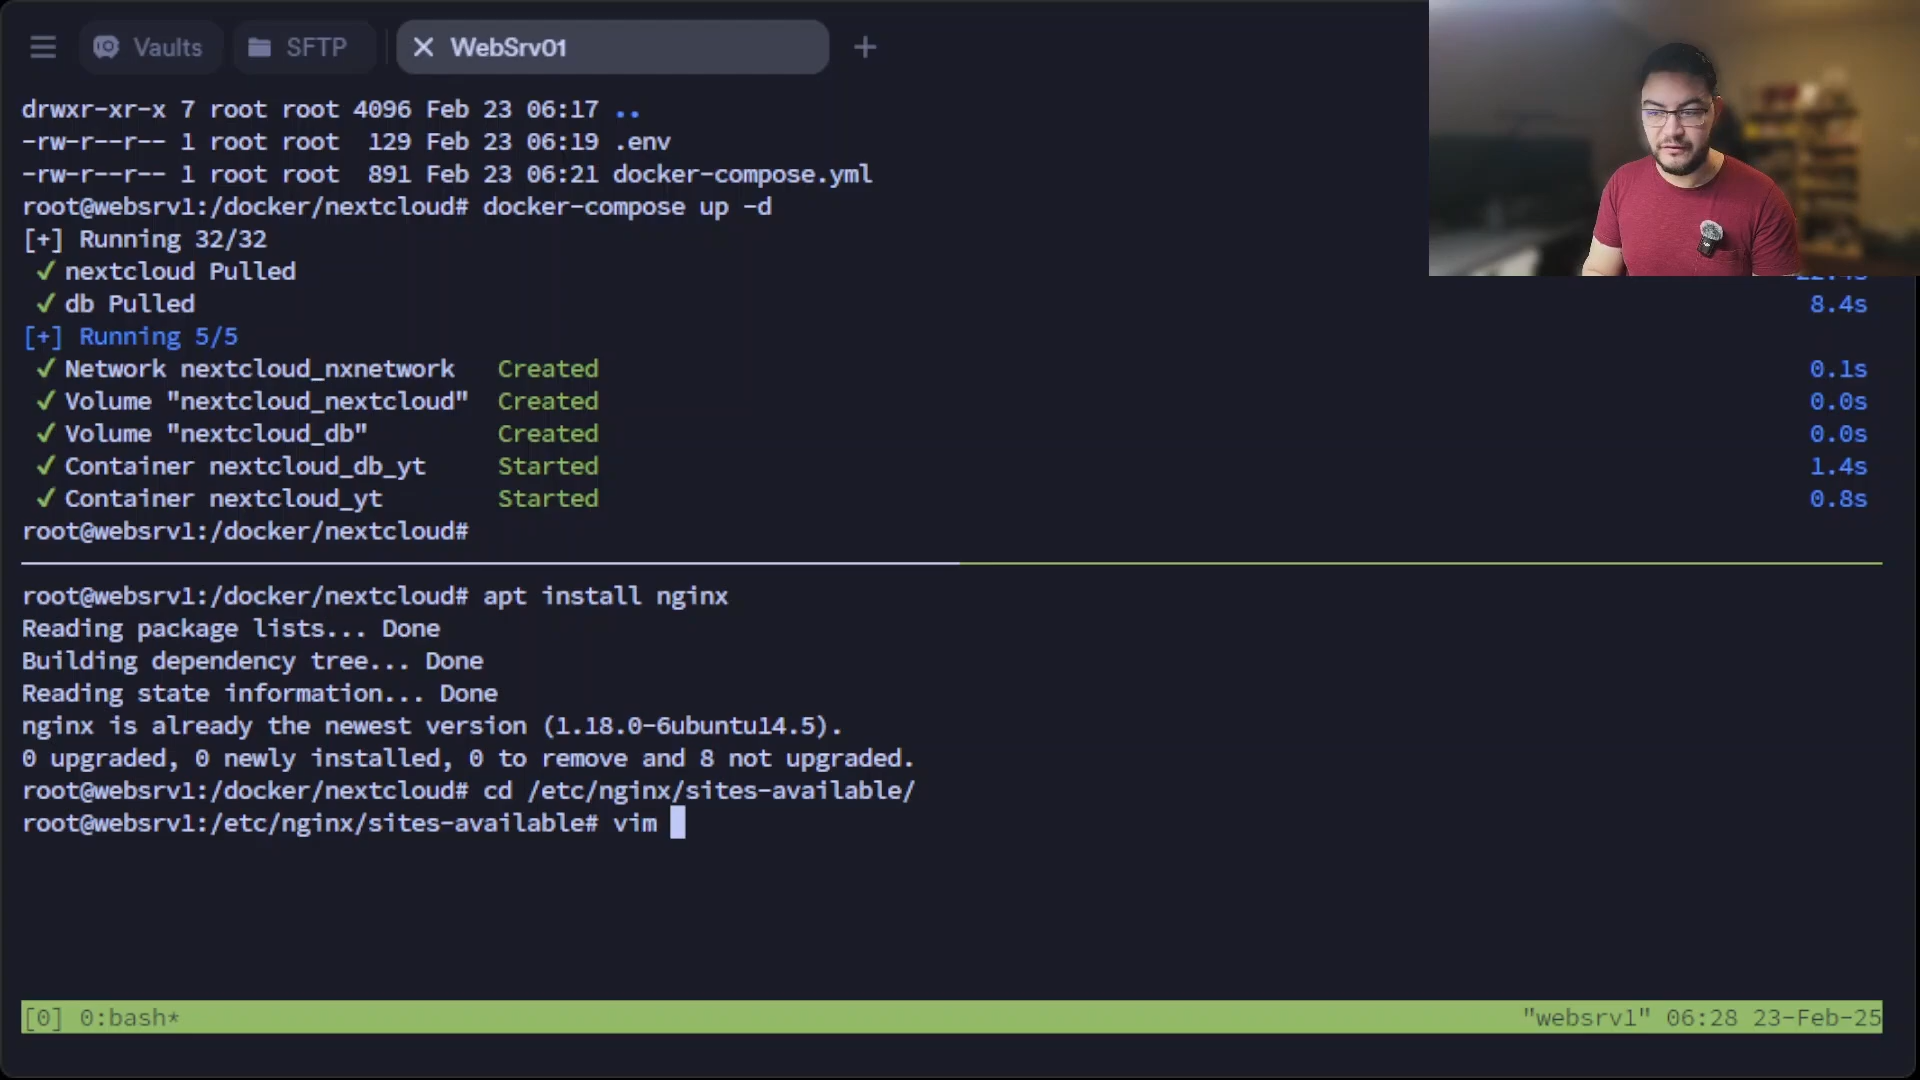 Vaults SFTP WebSrv01
drwxr-xr-x 7 root root 4096 Feb 23 06:17 ..
-rw-r--r-- 1 root root  129 Feb 23 06:19 .env
-rw-r--r-- 1 root root  891 Feb 23 06:21 docker-compose.yml
root@websrv1:/docker/nextcloud# docker-compose up -d
[+] Running 32/32
✓ nextcloud Pulled
✓ db Pulled 8.4s
[+] Running 5/5
✓ Network nextcloud_nxnetwork Created 0.1s
✓ Volume "nextcloud_nextcloud" Created 0.0s
✓ Volume "nextcloud_db" Created 0.0s
✓ Container nextcloud_db_yt Started 1.4s
✓ Container nextcloud_yt Started 0.8s
root@websrv1:/docker/nextcloud#
root@websrv1:/docker/nextcloud# apt install nginx
Reading package lists... Done
Building dependency tree... Done
Reading state information... Done
nginx is already the newest version (1.18.0-6ubuntu14.5).
0 upgraded, 0 newly installed, 0 to remove and 8 not upgraded.
root@websrv1:/docker/nextcloud# cd /etc/nginx/sites-available/
root@websrv1:/etc/nginx/sites-available# vim
[0] 0:bash* "websrv1" 06:28 23-Feb-25